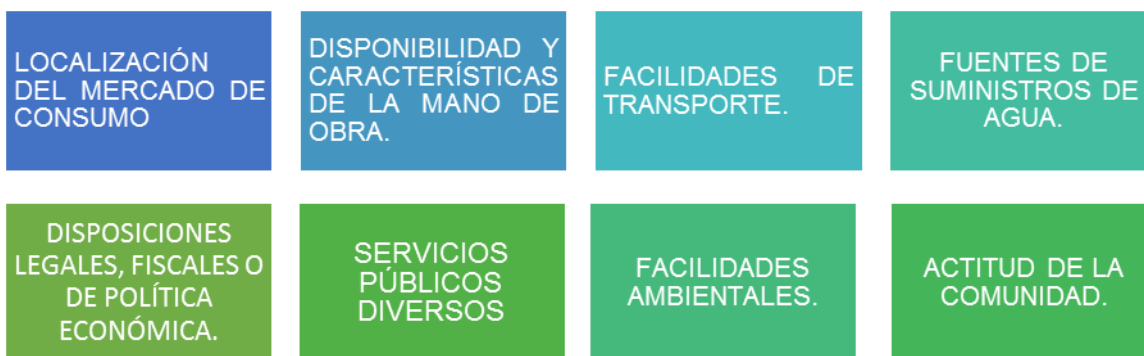 LOCALIZACIÓN
DEL MERCADO DE
CONSUMO
DISPONIBILIDAD Y
CARACTERÍSTICAS
DE LA MANO DE
OBRA.
FACILIDADES DE
TRANSPORTE.
FUENTES DE
SUMINISTROS DE
AGUA.
DISPOSICIONES
LEGALES, FISCALES O
DE POLÍTICA
ECONÓMICA.
SERVICIOS
PÚBLICOS
DIVERSOS
FACILIDADES
AMBIENTALES.
ACTITUD DE LA
COMUNIDAD.